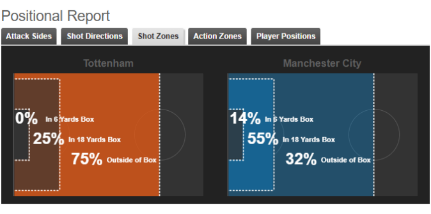 Positional Report
Attack Sides Shot Directions Shot Zones Action Zones Player Positions
Tottenham Manchester City
0% In 6 Yards Box 14% In 6 Yards Box
25% In 18 Yards Box 55% In 18 Yards Box
75% Outside of Box 32% Outside of Box